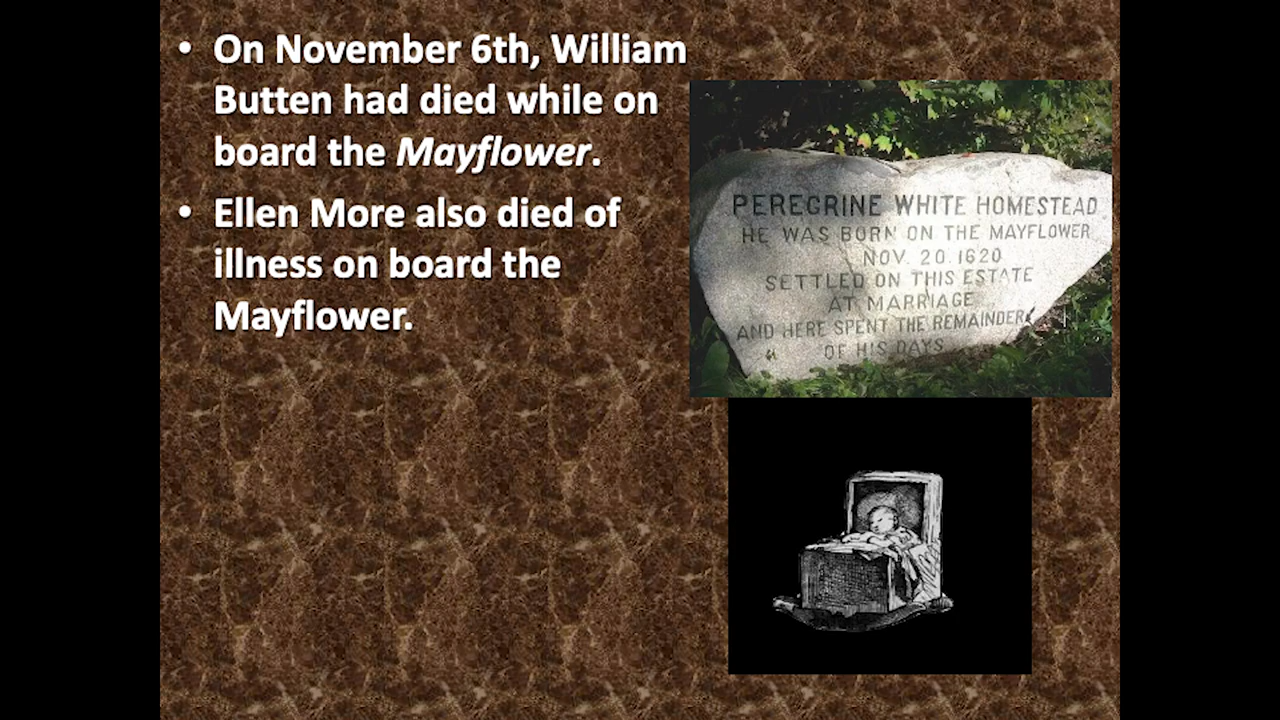 • On November 6th, William
Butten had died while on
board the Mayflower.
• Ellen More also died of
illness on board the
Mayflower.
PEREGRINE WHITE HOMESTEAD
HE WAS BORN ON THE MAYFLOWER
NOV. 20 1620
SETTLED ON THIS ESTATE
AT MARRIAGE
AND HERE SPENT THE REMAINDER
OF HIS DAYS